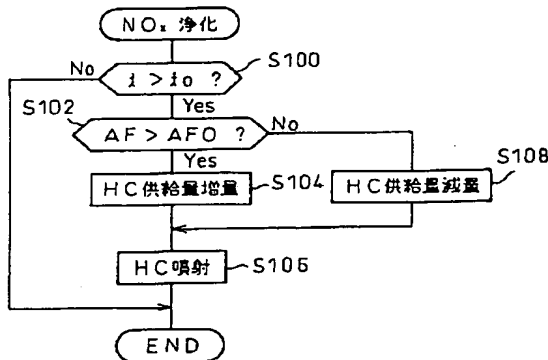 NOx 浄化
S100
No
t > to ?
S102
Yes
AF > AFO ?
No
Yes
HC供給量増量
S104
HC供給量減量
S108
HC噴射
S106
END